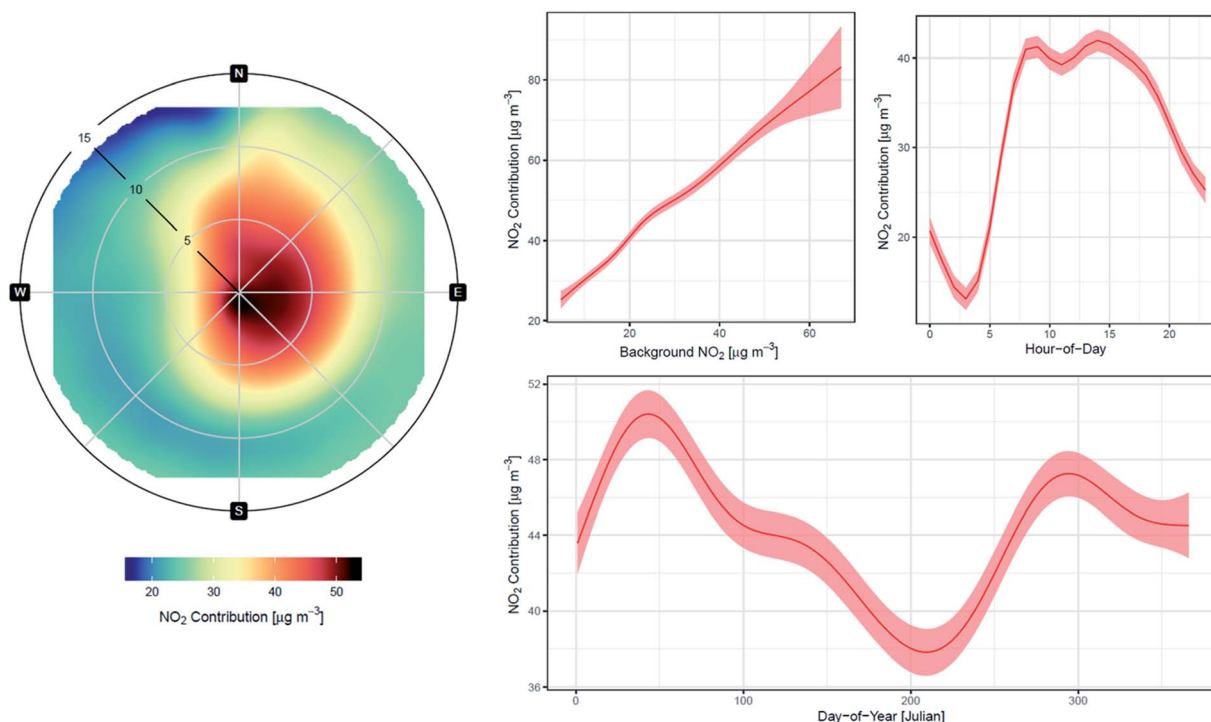 N
15
10
5
W
E
S
20 30 40 50
NO₂ Contribution [μg m⁻³]
NO₂ Contribution [μg m⁻³]
80
60
40
20
20 40 60
Background NO₂ [μg m⁻³]
NO₂ Contribution [μg m⁻³]
40
30
20
0 5 10 15 20
Hour−of−Day
NO₂ Contribution [μg m⁻³]
52
48
44
40
36
0 100 200 300
Day−of−Year [Julian]